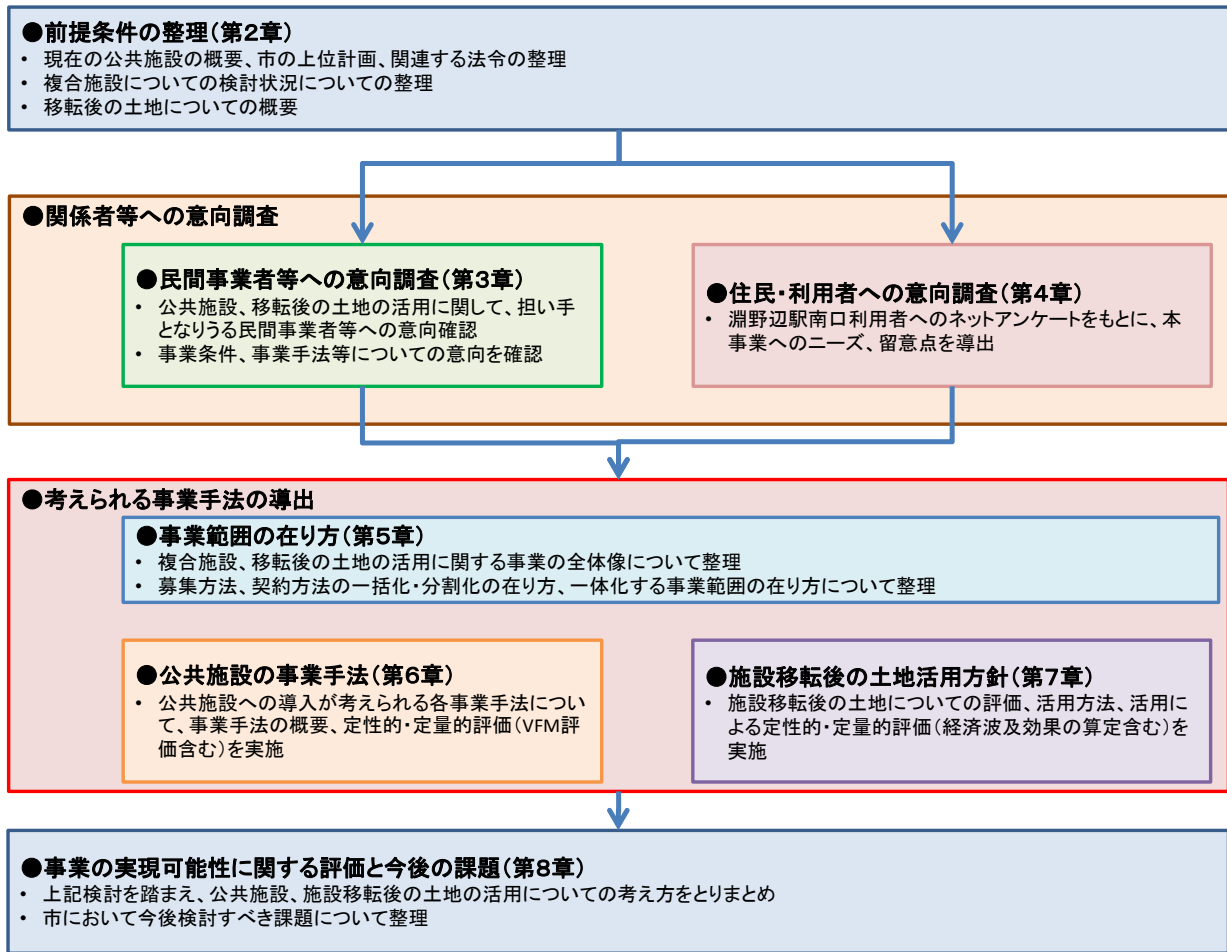 ●前提条件の整理(第2章)
• 現在の公共施設の概要、市の上位計画、関連する法令の整理
• 複合施設についての検討状況についての整理
• 移転後の土地についての概要
●関係者等への意向調査
●民間事業者等への意向調査(第3章)
• 公共施設、移転後の土地の活用に関して、担い手
となりうる民間事業者等への意向確認
• 事業条件、事業手法等についての意向を確認
●住民・利用者への意向調査(第4章)
• 淵野辺駅南口利用者へのネットアンケートをもとに、本
事業へのニーズ、留意点を導出
●考えられる事業手法の導出
●事業範囲の在り方(第5章)
• 複合施設、移転後の土地の活用に関する事業の全体像について整理
• 募集方法、契約方法の一括化・分割化の在り方、一体化する事業範囲の在り方について整理
●公共施設の事業手法(第6章)
• 公共施設への導入が考えられる各事業手法につい
て、事業手法の概要、定性的・定量的評価(VFM評
価含む)を実施
●施設移転後の土地活用方針(第7章)
• 施設移転後の土地についての評価、活用方法、活用に
よる定性的・定量的評価(経済波及効果の算定含む)を
実施
●事業の実現可能性に関する評価と今後の課題(第8章)
• 上記検討を踏まえ、公共施設、施設移転後の土地の活用についての考え方をとりまとめ
• 市において今後検討すべき課題について整理